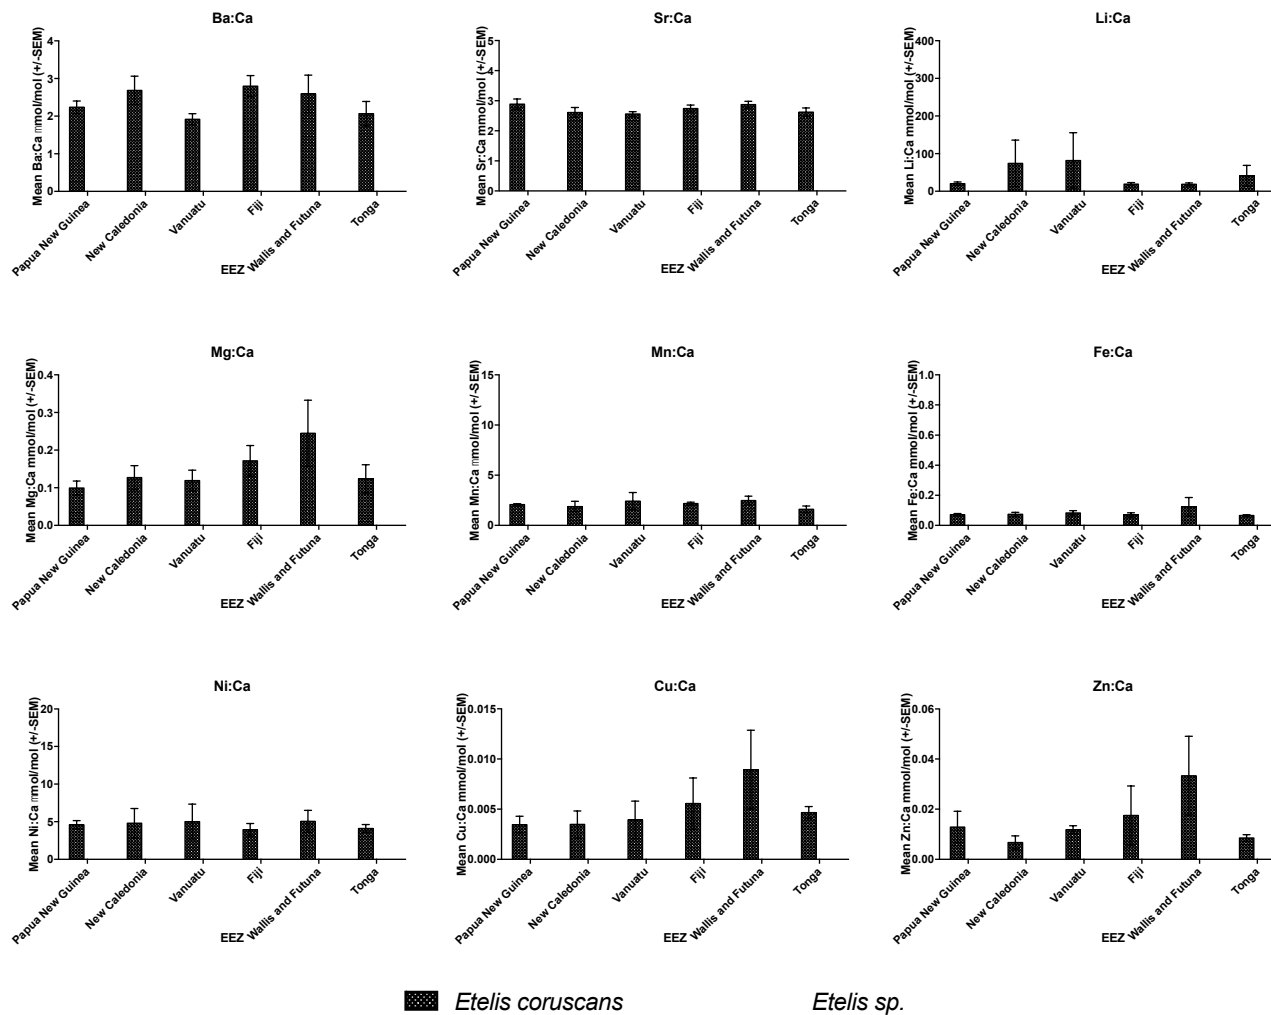 Ba:Ca
Mean Ba:Ca mmol/mol (+/-SEM)
4
3
2
1
0
Papua New Guinea
New Caledonia
Vanuatu
Fiji
Wallis and Futuna
Tonga
EEZ
Sr:Ca
Mean Sr:Ca mmol/mol (+/-SEM)
5
4
3
2
1
0
Papua New Guinea
New Caledonia
Vanuatu
Fiji
Wallis and Futuna
Tonga
EEZ
Li:Ca
Mean Li:Ca mmol/mol (+/-SEM)
400
300
200
100
0
Papua New Guinea
New Caledonia
Vanuatu
Fiji
Wallis and Futuna
Tonga
EEZ
Mg:Ca
Mean Mg:Ca mmol/mol (+/-SEM)
0.4
0.3
0.2
0.1
0.0
Papua New Guinea
New Caledonia
Vanuatu
Fiji
Wallis and Futuna
Tonga
EEZ
Mn:Ca
Mean Mn:Ca mmol/mol (+/-SEM)
15
10
5
0
Papua New Guinea
New Caledonia
Vanuatu
Fiji
Wallis and Futuna
Tonga
EEZ
Fe:Ca
Mean Fe:Ca mmol/mol (+/-SEM)
1.0
0.8
0.6
0.4
0.2
0.0
Papua New Guinea
New Caledonia
Vanuatu
Fiji
Wallis and Futuna
Tonga
EEZ
Ni:Ca
Mean Ni:Ca mmol/mol (+/-SEM)
20
15
10
5
0
Papua New Guinea
New Caledonia
Vanuatu
Fiji
Wallis and Futuna
Tonga
EEZ
Cu:Ca
Mean Cu:Ca mmol/mol (+/-SEM)
0.015
0.010
0.005
0.000
Papua New Guinea
New Caledonia
Vanuatu
Fiji
Wallis and Futuna
Tonga
EEZ
Zn:Ca
Mean Zn:Ca mmol/mol (+/-SEM)
0.06
0.04
0.02
0.00
Papua New Guinea
New Caledonia
Vanuatu
Fiji
Wallis and Futuna
Tonga
EEZ
Etelis coruscans
Etelis sp.